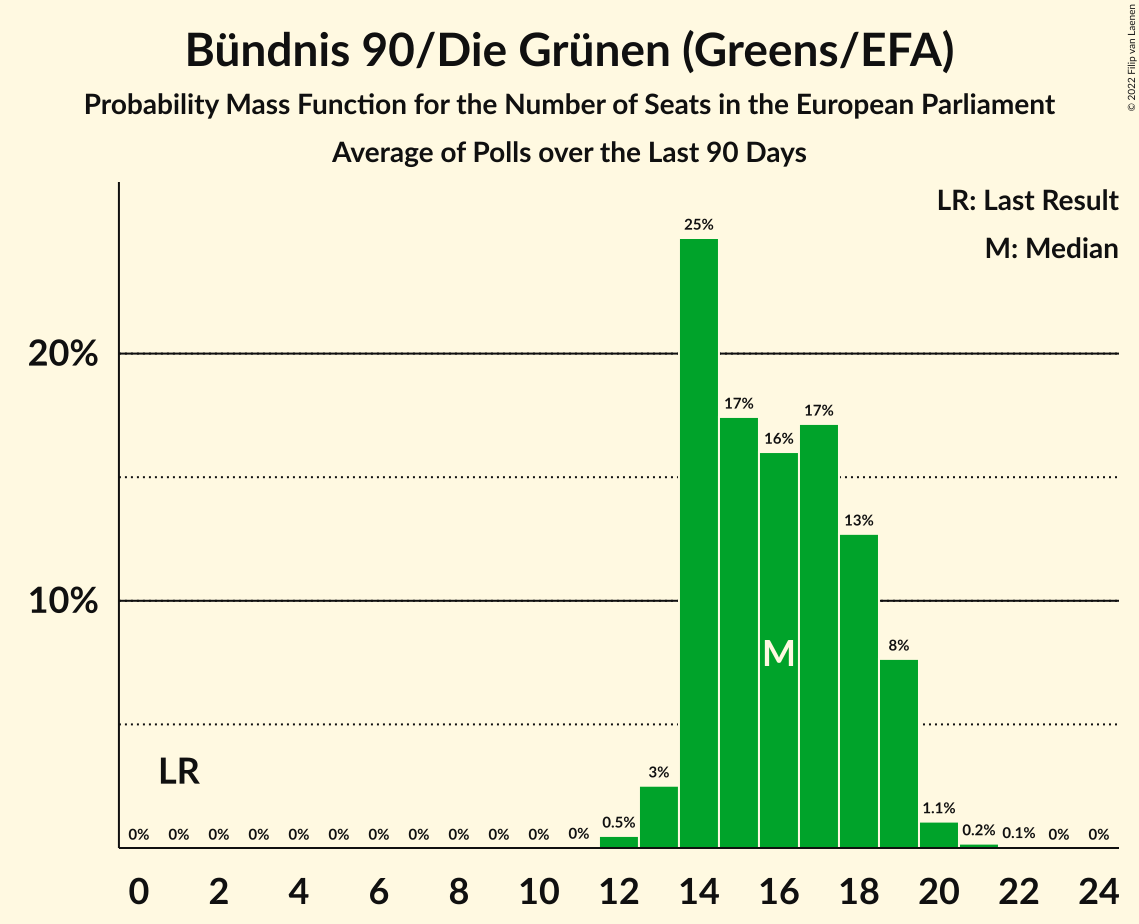 Bündnis 90/Die Grünen (Greens/EFA)
Probability Mass Function for the Number of Seats in the European Parliament
Average of Polls over the Last 90 Days
© 2022 Filip van Laenen
LR: Last Result
M: Median
25%
20%
17% 16% 17%
13%
10%
8%
M
LR
3%
0% 0% 0% 0% 0% 0% 0% 0% 0% 0% 0% 0% 0.5% 1.1% 0.2% 0.1% 0% 0%
0 2 4 6 8 10 12 14 16 18 20 22 24